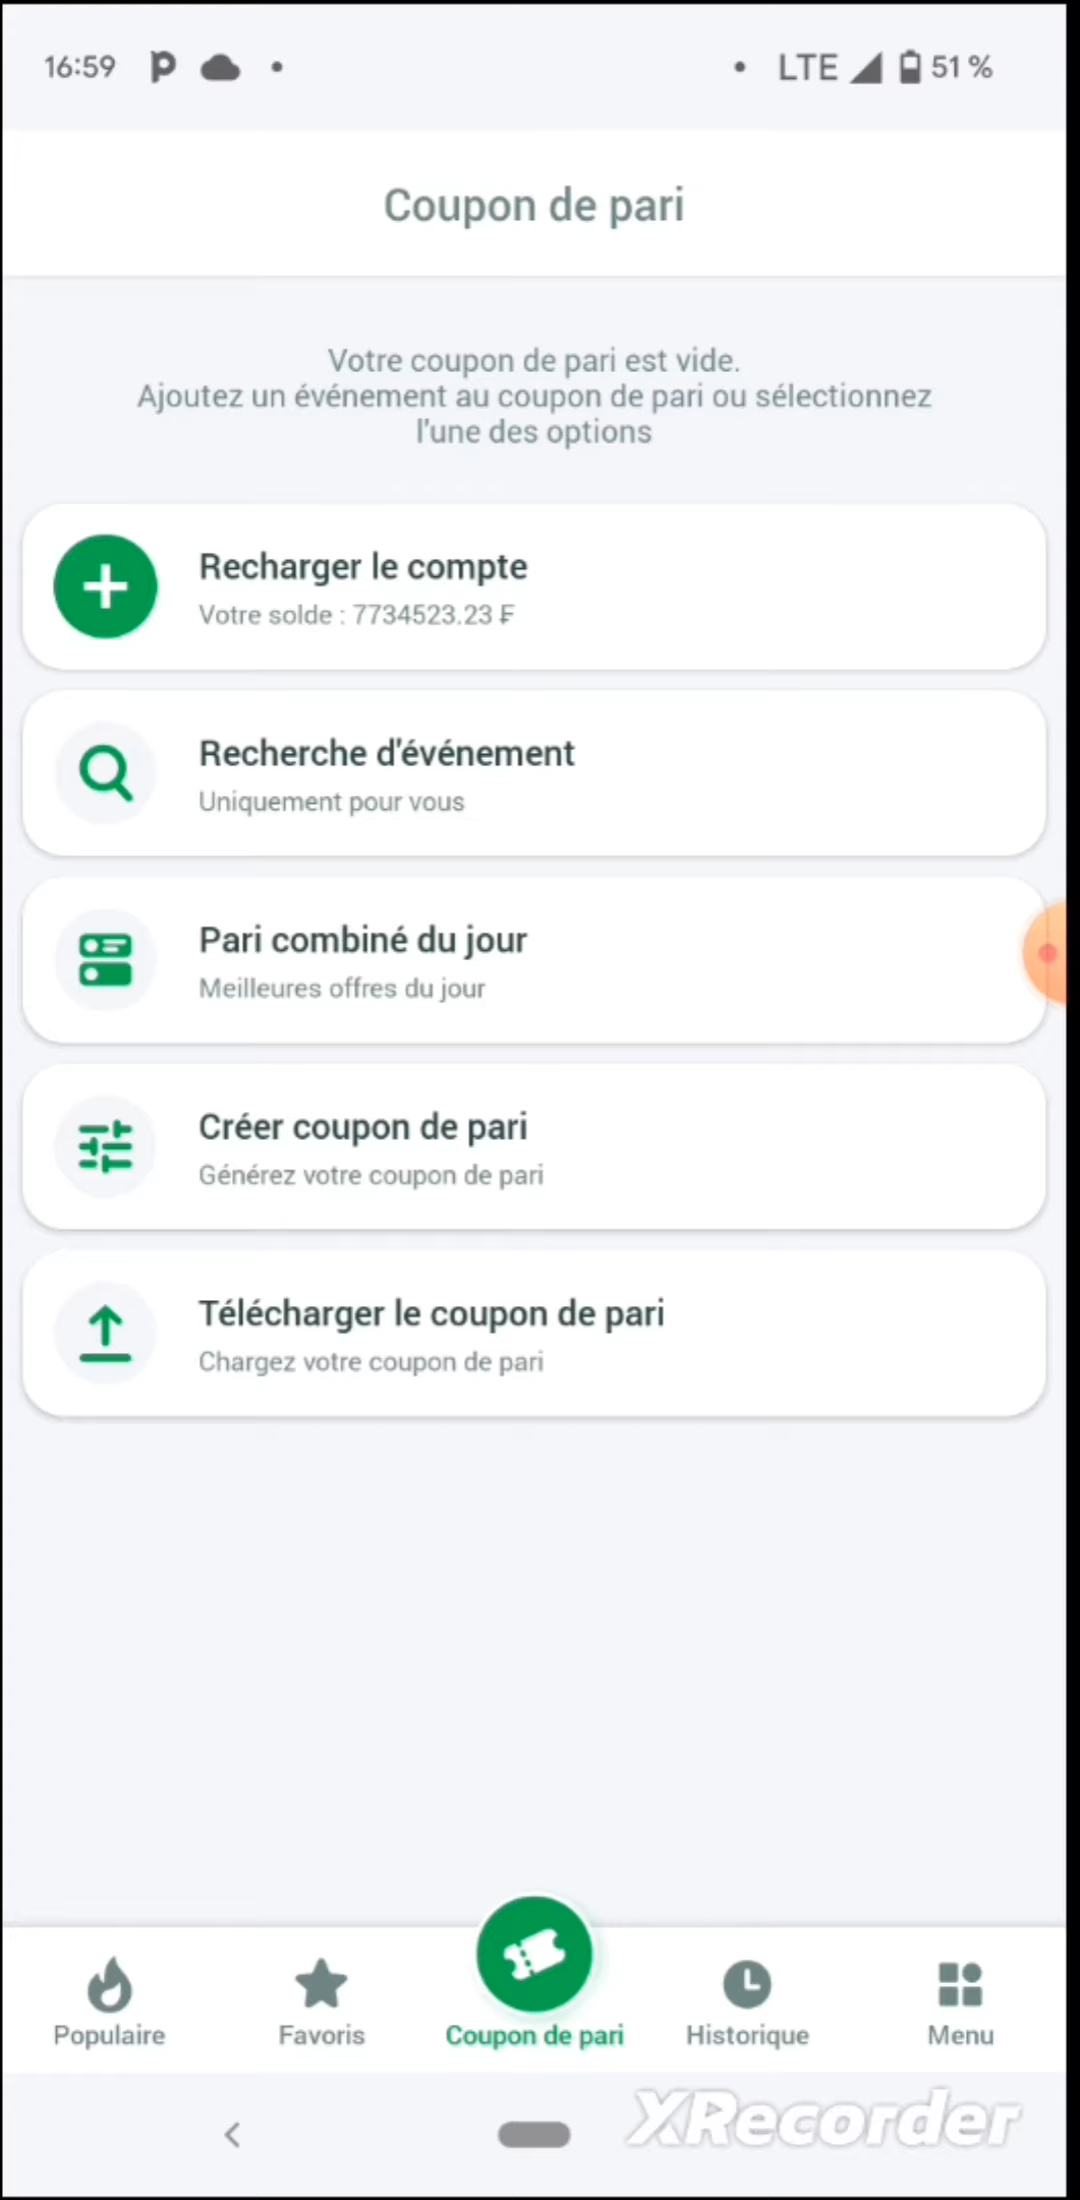 16:59
LTE
51 %
Coupon de pari
Votre coupon de pari est vide.
Ajoutez un événement au coupon de pari ou sélectionnez
l'une des options
Recharger le compte
Votre solde : 7734523.23 ₣
Recherche d'événement
Uniquement pour vous
Pari combiné du jour
Meilleures offres du jour
Créer coupon de pari
Générez votre coupon de pari
Télécharger le coupon de pari
Chargez votre coupon de pari
Populaire
Favoris
Coupon de pari
Historique
Menu
XRecorder